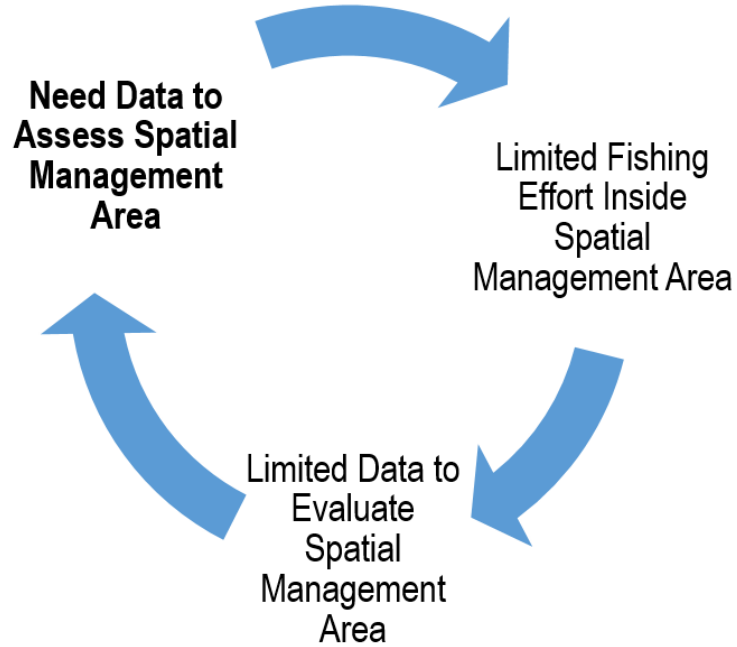 Need Data to
Assess Spatial
Management
Area
Limited Fishing
Effort Inside
Spatial
Management Area
Limited Data to
Evaluate
Spatial
Management
Area